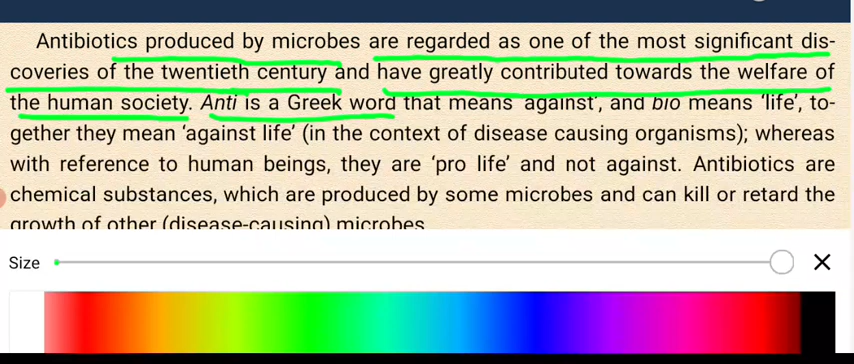 Antibiotics produced by microbes are regarded as one of the most significant dis-
coveries of the twentieth century and have greatly contributed towards the welfare of
the human society. Anti is a Greek word that means 'against', and bio means 'life', to-
gether they mean 'against life' (in the context of disease causing organisms); whereas
with reference to human beings, they are 'pro life' and not against. Antibiotics are
chemical substances, which are produced by some microbes and can kill or retard the
growth of other (disease-causing) microbes.
Size